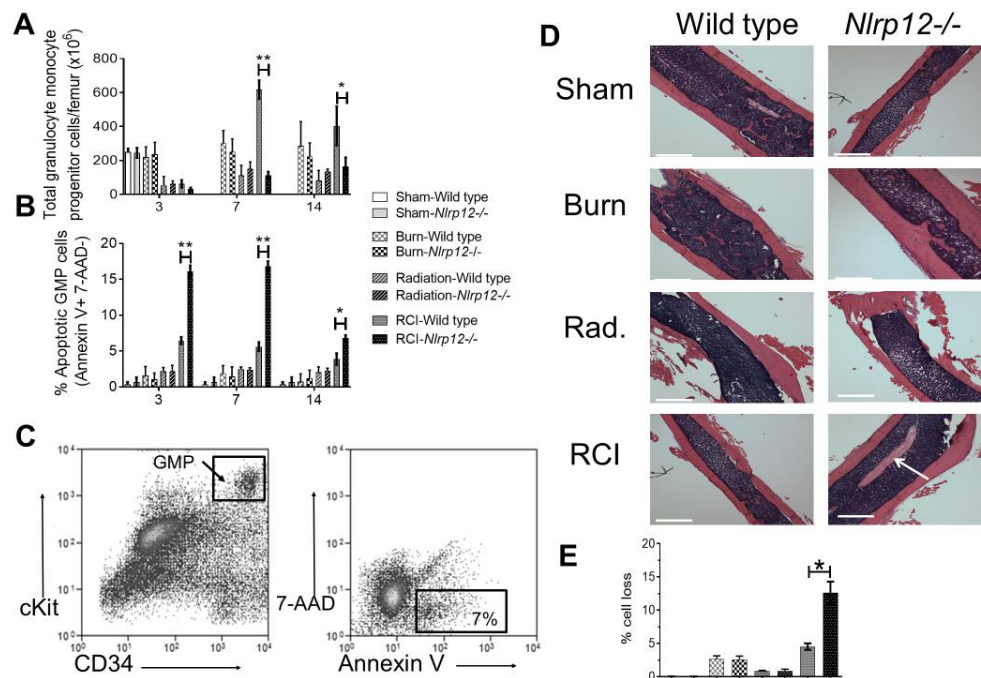 A
Total granulocyte monocyte
progenitor cells/femur (x10⁶)
800
600
400
200
0
**
*
3
7
14
B
% Apoptotic GMP cells
(Annexin V+ 7-AAD-)
20
15
10
5
0
**
**
*
3
7
14
Sham-Wild type
Sham-Nlrp12-/-
Burn-Wild type
Burn-Nlrp12-/-
Radiation-Wild type
Radiation-Nlrp12-/-
RCI-Wild type
RCI-Nlrp12-/-
C
GMP
10⁴
10³
10²
10¹
10⁰
cKit
10⁰ 10¹ 10² 10³ 10⁴
CD34
10⁴
10³
10²
10¹
10⁰
7-AAD
7%
10⁰ 10¹ 10² 10³ 10⁴
Annexin V
D
Wild type
Nlrp12-/-
Sham
Burn
Rad.
RCI
E
% cell loss
20
15
10
5
0
*